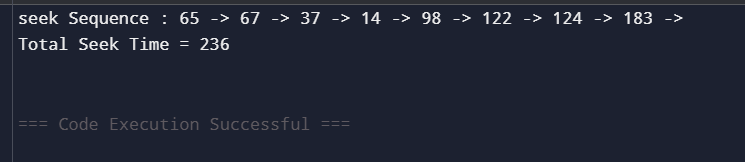 seek Sequence : 65 -> 67 -> 37 -> 14 -> 98 -> 122 -> 124 -> 183 ->
Total Seek Time = 236
=== Code Execution Successful ===